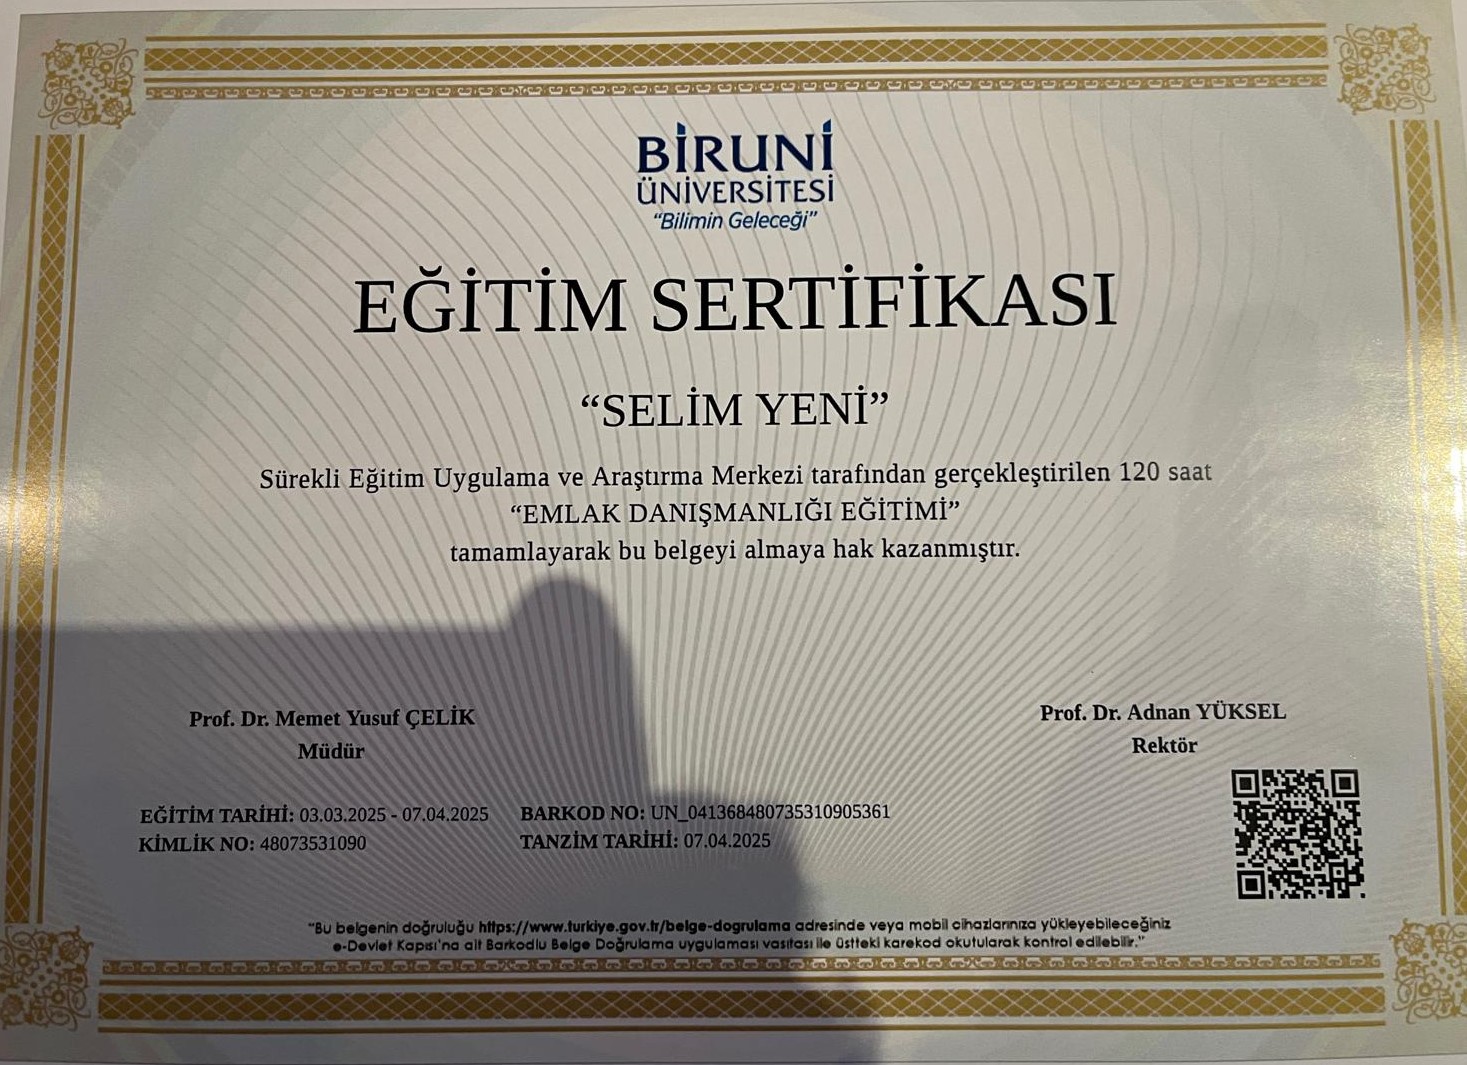 BİRUNİ
ÜNİVERSİTESİ
“Bilimin Geleceği”
EĞİTİM SERTİFİKASI
“SELİM YENİ”
Sürekli Eğitim Uygulama ve Araştırma Merkezi tarafından gerçekleştirilen 120 saat
“EMLAK DANIŞMANLIĞI EĞİTİMİ”
tamamlayarak bu belgeyi almaya hak kazanmıştır.
Prof. Dr. Memet Yusuf ÇELİK
Müdür
Prof. Dr. Adnan YÜKSEL
Rektör
EĞİTİM TARİHİ: 03.03.2025 - 07.04.2025
KİMLİK NO: 48073531090
BARKOD NO: UN_041368480735310905361
TANZİM TARİHİ: 07.04.2025
“Bu belgenin doğruluğu https://www.turkiye.gov.tr/belge-dogrulama adresinde veya mobil cihazlarınıza yükleyebileceğiniz
e-Devlet Kapısı'na ait Barkodlu Belge Doğrulama uygulaması vasıtası ile üstteki karekod okutularak kontrol edilebilir.”